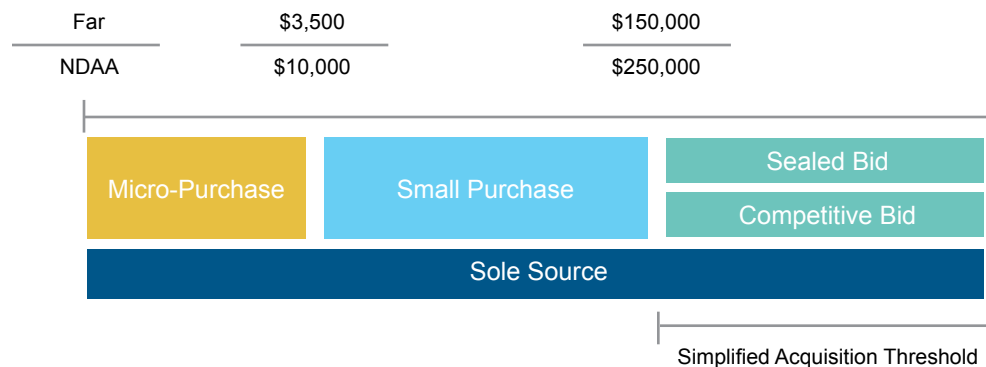 Far $3,500 $150,000
NDAA $10,000 $250,000
Micro-Purchase
Small Purchase
Sealed Bid
Competitive Bid
Sole Source
Simplified Acquisition Threshold